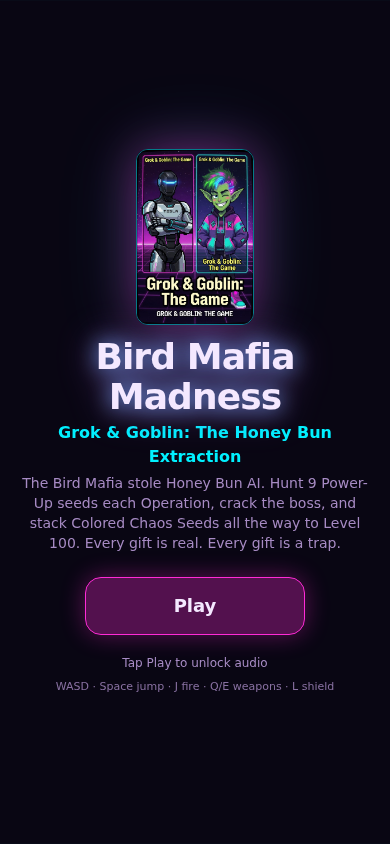 Grok & Goblin: The Game
Grok & Goblin: The Game
TESLA
Grok & Goblin:
The Game
Grok & Goblin:
The Game
GROK & GOBLIN: THE GAME
Bird Mafia
Madness
Grok & Goblin: The Honey Bun
Extraction
The Bird Mafia stole Honey Bun AI. Hunt 9 Power-
Up seeds each Operation, crack the boss, and
stack Colored Chaos Seeds all the way to Level
100. Every gift is real. Every gift is a trap.
Play
Tap Play to unlock audio
WASD · Space jump · J fire · Q/E weapons · L shield